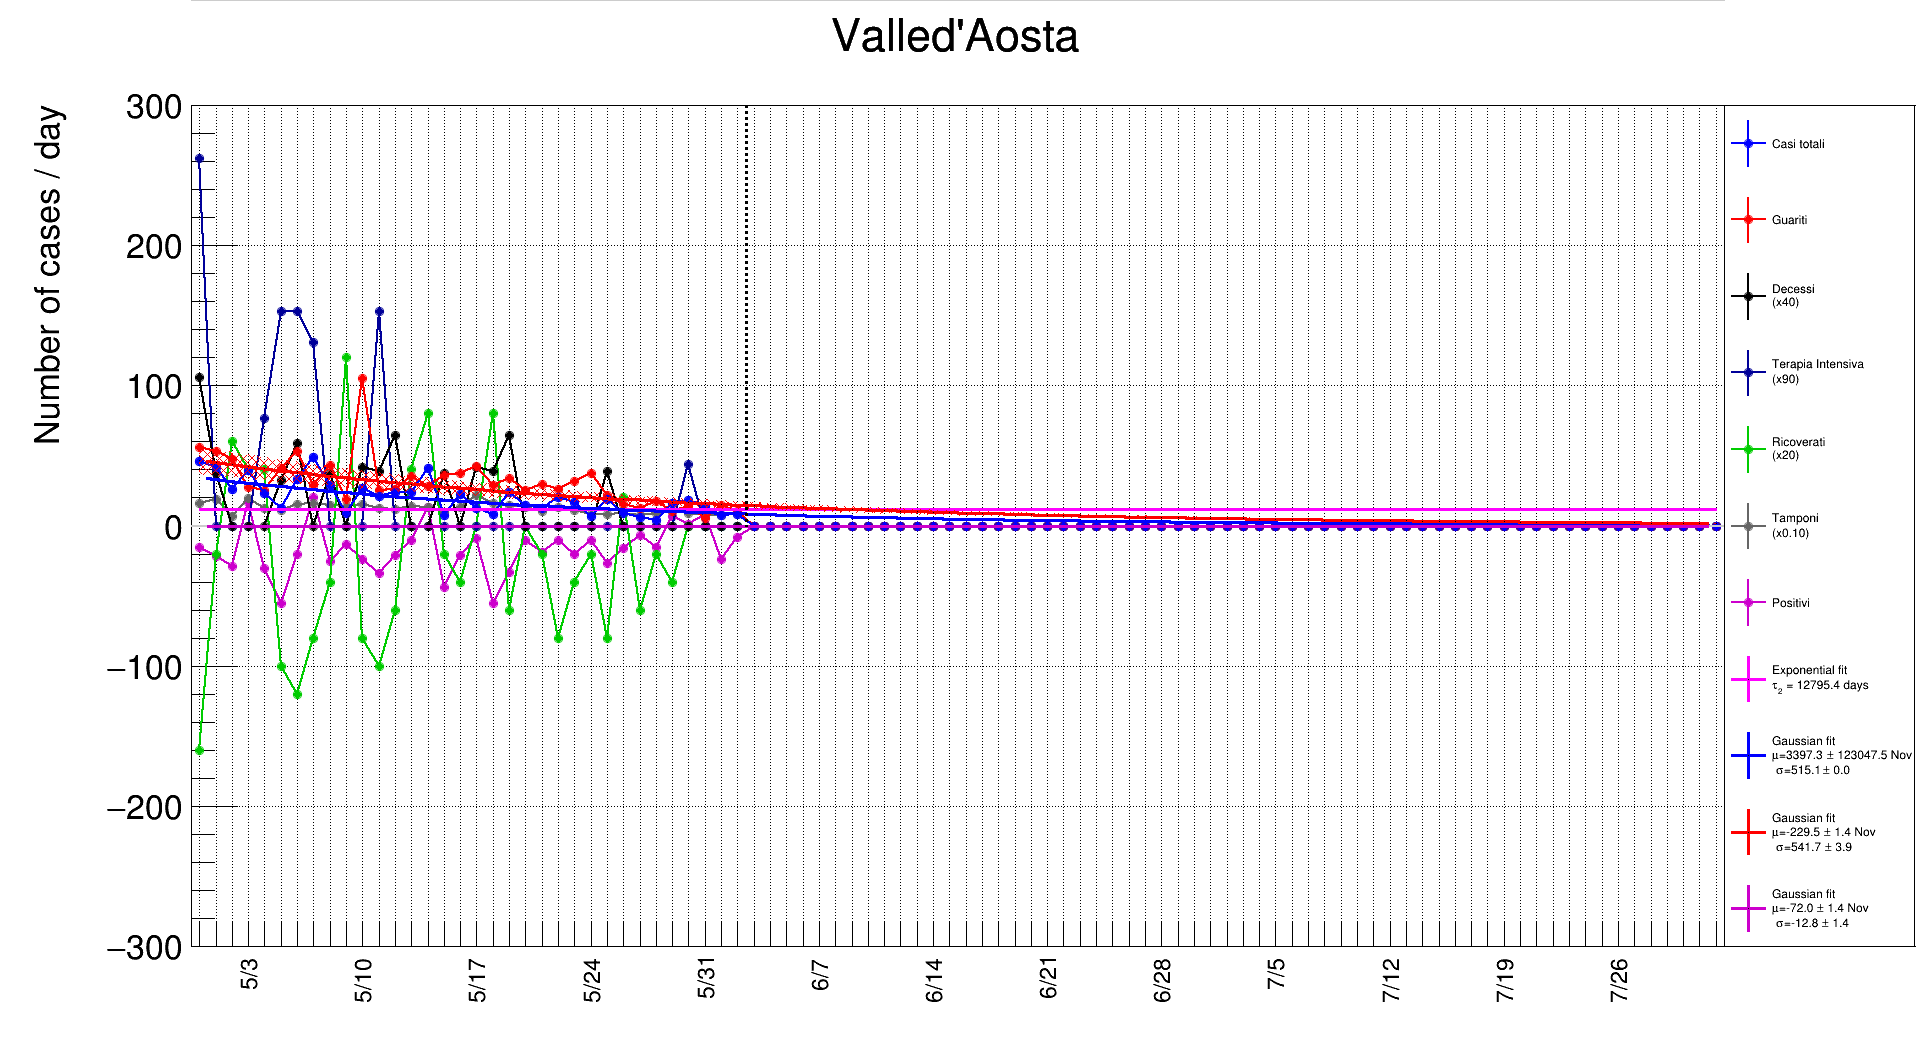 Valled'Aosta
Number of cases / day
300
200
100
0
−100
−200
−300
5/3
5/10
5/17
5/24
5/31
6/7
6/14
6/21
6/28
7/5
7/12
7/19
7/26
Casi totali
Guariti
Decessi
(x40)
Terapia Intensiva
(x90)
Ricoverati
(x20)
Tamponi
(x0.10)
Positivi
Exponential fit
τ2 = 12795.4 days
Gaussian fit
μ=3397.3 ± 123047.5 Nov
σ=515.1 ± 0.0
Gaussian fit
μ=-229.5 ± 1.4 Nov
σ=541.7 ± 3.9
Gaussian fit
μ=-72.0 ± 1.4 Nov
σ=-12.8 ± 1.4